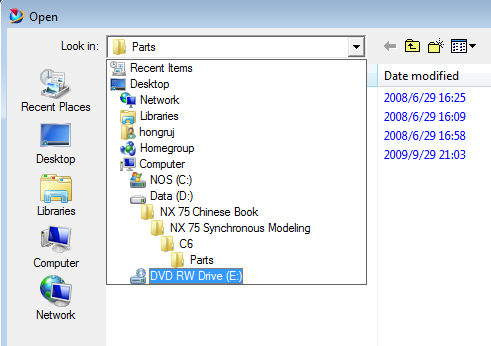 Open
Look in:
Parts
Recent Items
Desktop
Network
Libraries
hongruj
Homegroup
Computer
NOS (C:)
Data (D:)
NX 75 Chinese Book
NX 75 Synchronous Modeling
C6
Parts
DVD RW Drive (E:)
Recent Places
Desktop
Libraries
Computer
Network
Date modified
2008/6/29 16:25
2008/6/29 16:09
2008/6/29 16:58
2009/9/29 21:03